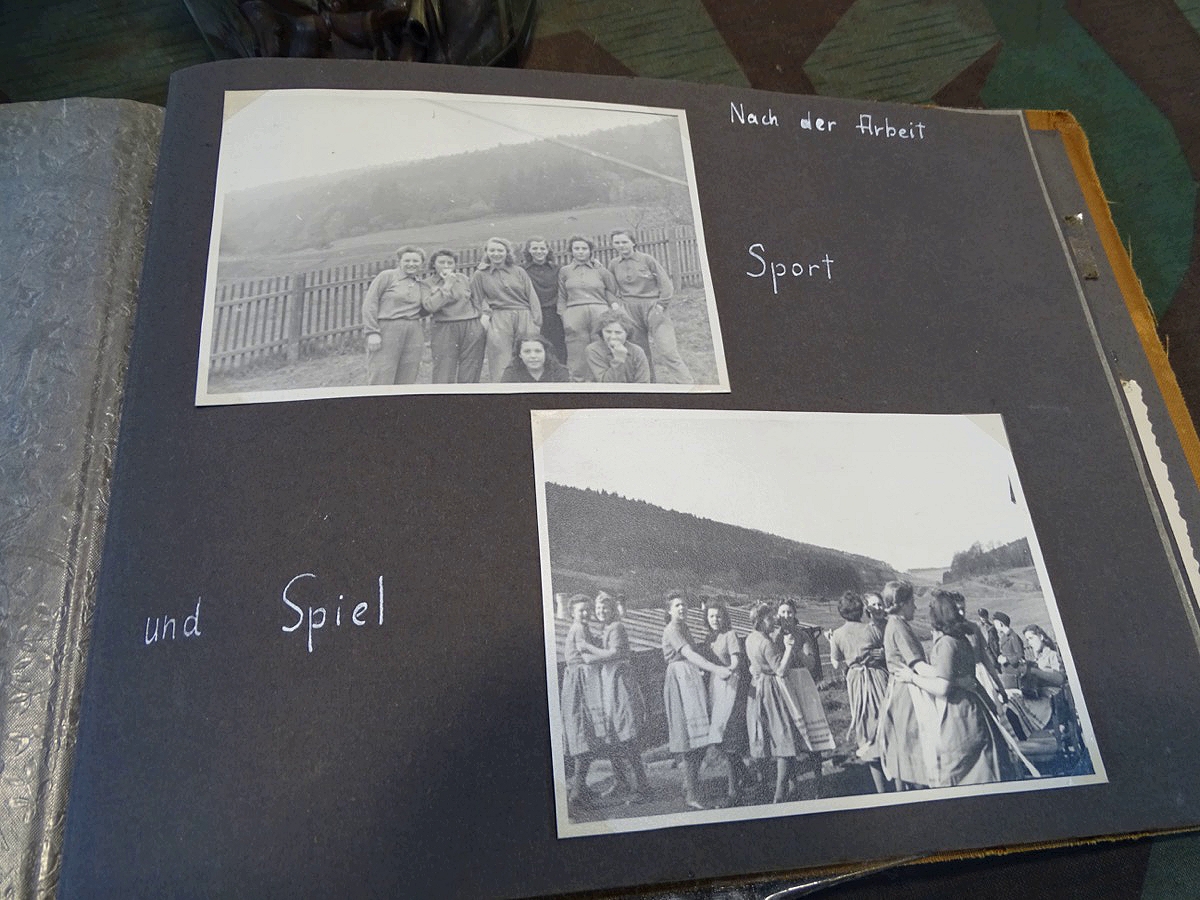 Nach der Arbeit
Sport
und Spiel